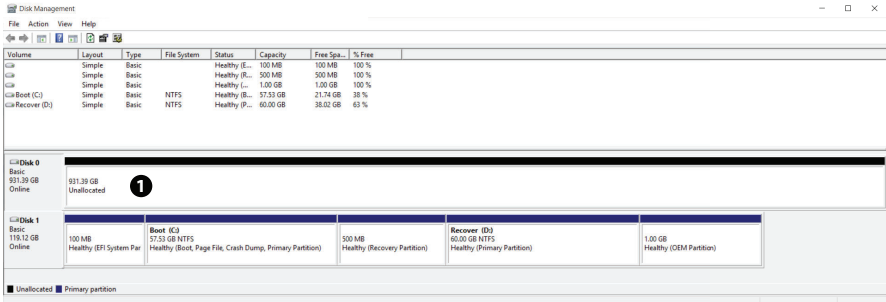 Disk Management
File Action View Help
Volume Layout Type File System Status Capacity Free Spa... % Free
Simple Basic Healthy (E... 100 MB 100 MB 100 %
Simple Basic Healthy (R... 500 MB 500 MB 100 %
Simple Basic Healthy (... 1.00 GB 1.00 GB 100 %
Boot (C:) Simple Basic NTFS Healthy (B... 57.53 GB 21.74 GB 38 %
Recover (D:) Simple Basic NTFS Healthy (P... 60.00 GB 38.02 GB 63 %
Disk 0
Basic
931.39 GB
Online
931.39 GB
Unallocated
1
Disk 1
Basic
119.12 GB
Online
100 MB
Healthy (EFI System Par
Boot (C:)
57.53 GB NTFS
Healthy (Boot, Page File, Crash Dump, Primary Partition)
500 MB
Healthy (Recovery Partition)
Recover (D:)
60.00 GB NTFS
Healthy (Primary Partition)
1.00 GB
Healthy (OEM Partition)
Unallocated Primary partition